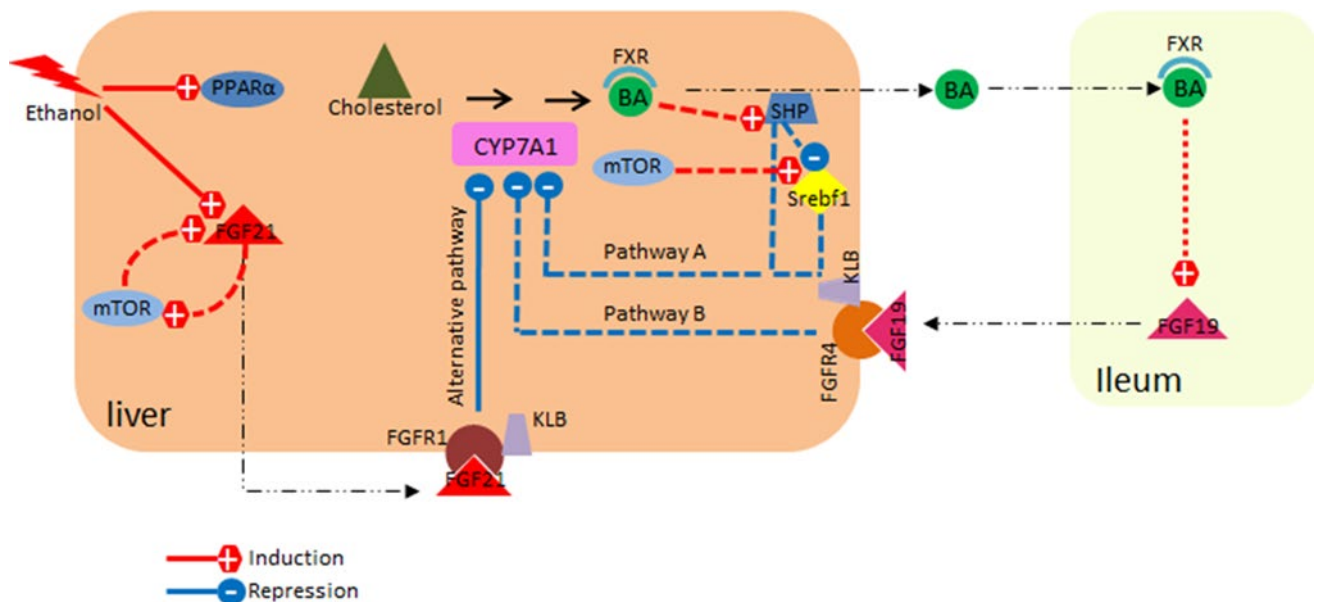 Ethanol
PPARα
Cholesterol
FXR
BA
SHP
BA
FXR
BA
CYP7A1
mTOR
Srebf1
FGF21
mTOR
Alternative pathway
Pathway A
Pathway B
KLB
FGFR4
FGF19
FGF19
Ileum
liver
FGFR1
KLB
FGF21
Induction
Repression